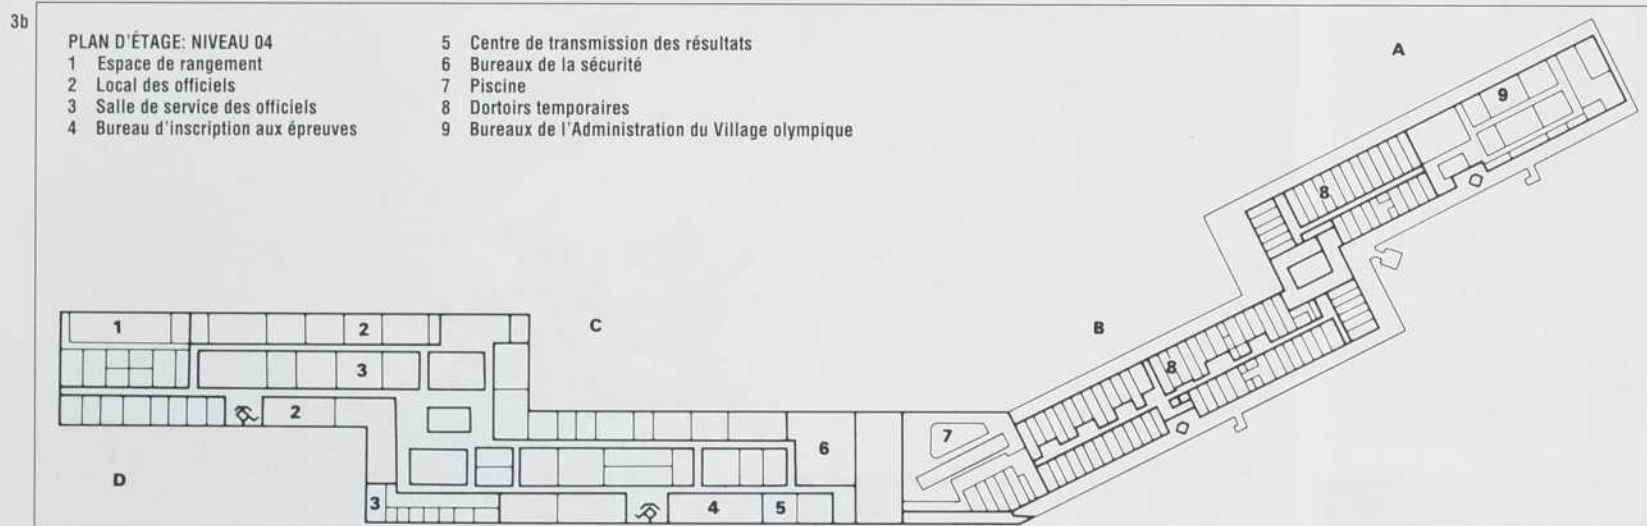 3b
PLAN D'ÉTAGE: NIVEAU 04
1 Espace de rangement
2 Local des officiels
3 Salle de service des officiels
4 Bureau d'inscription aux épreuves
5 Centre de transmission des résultats
6 Bureaux de la sécurité
7 Piscine
8 Dortoirs temporaires
9 Bureaux de l'Administration du Village olympique
A
9
8
B
8
C
1
2
3
2
7
6
D
3
4
5